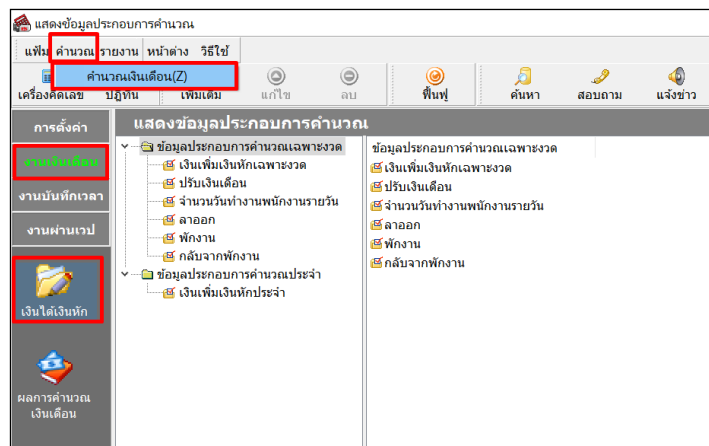 แสดงข้อมูลประกอบการคำนวณ
แฟ้ม คำนวณ รายงาน หน้าต่าง วิธีใช้
คำนวณเงินเดือน(Z)
เครื่องคิดเลข ปฏิทิน เพิ่มเติม แก้ไข ลบ ฟื้นฟู ค้นหา สอบถาม แจ้งข่าว
การตั้งค่า
งานเงินเดือน
งานบันทึกเวลา
งานผ่านเวป
เงินได้เงินหัก
ผลการคำนวณ
เงินเดือน
แสดงข้อมูลประกอบการคำนวณ
ข้อมูลประกอบการคำนวณเฉพาะงวด
เงินเพิ่มเงินหักเฉพาะงวด
ปรับเงินเดือน
จำนวนวันทำงานพนักงานรายวัน
ลาออก
พักงาน
กลับจากพักงาน
ข้อมูลประกอบการคำนวณประจำ
เงินเพิ่มเงินหักประจำ
ข้อมูลประกอบการคำนวณเฉพาะงวด
เงินเพิ่มเงินหักเฉพาะงวด
ปรับเงินเดือน
จำนวนวันทำงานพนักงานรายวัน
ลาออก
พักงาน
กลับจากพักงาน